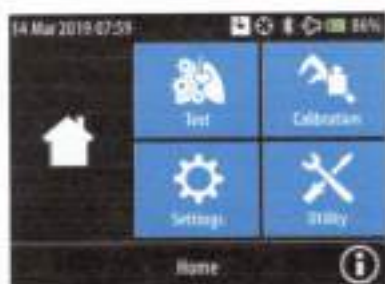 14 Mar 2019 07:59 86%
Test
Calibration
Settings
Utility
Home